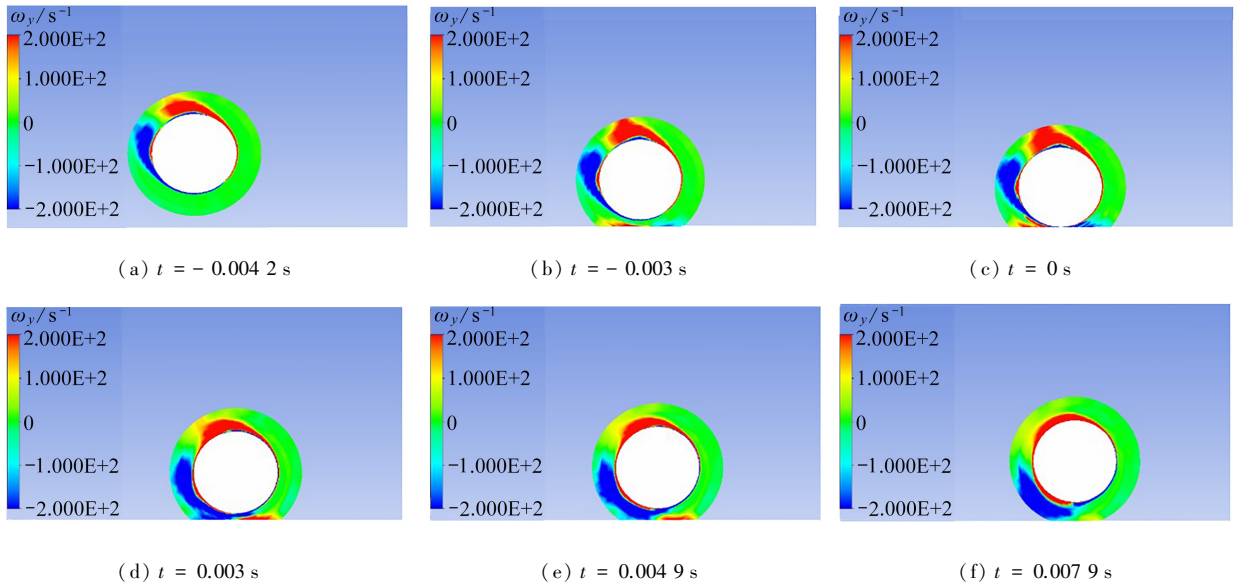 ω_y/s⁻¹
2.000E+2
1.000E+2
0
−1.000E+2
−2.000E+2
(a) t = − 0.004 2 s
ω_y/s⁻¹
2.000E+2
1.000E+2
0
−1.000E+2
−2.000E+2
(b) t = − 0.003 s
ω_y/s⁻¹
2.000E+2
1.000E+2
0
−1.000E+2
−2.000E+2
(c) t = 0 s
ω_y/s⁻¹
2.000E+2
1.000E+2
0
−1.000E+2
−2.000E+2
(d) t = 0.003 s
ω_y/s⁻¹
2.000E+2
1.000E+2
0
−1.000E+2
−2.000E+2
(e) t = 0.004 9 s
ω_y/s⁻¹
2.000E+2
1.000E+2
0
−1.000E+2
−2.000E+2
(f) t = 0.007 9 s